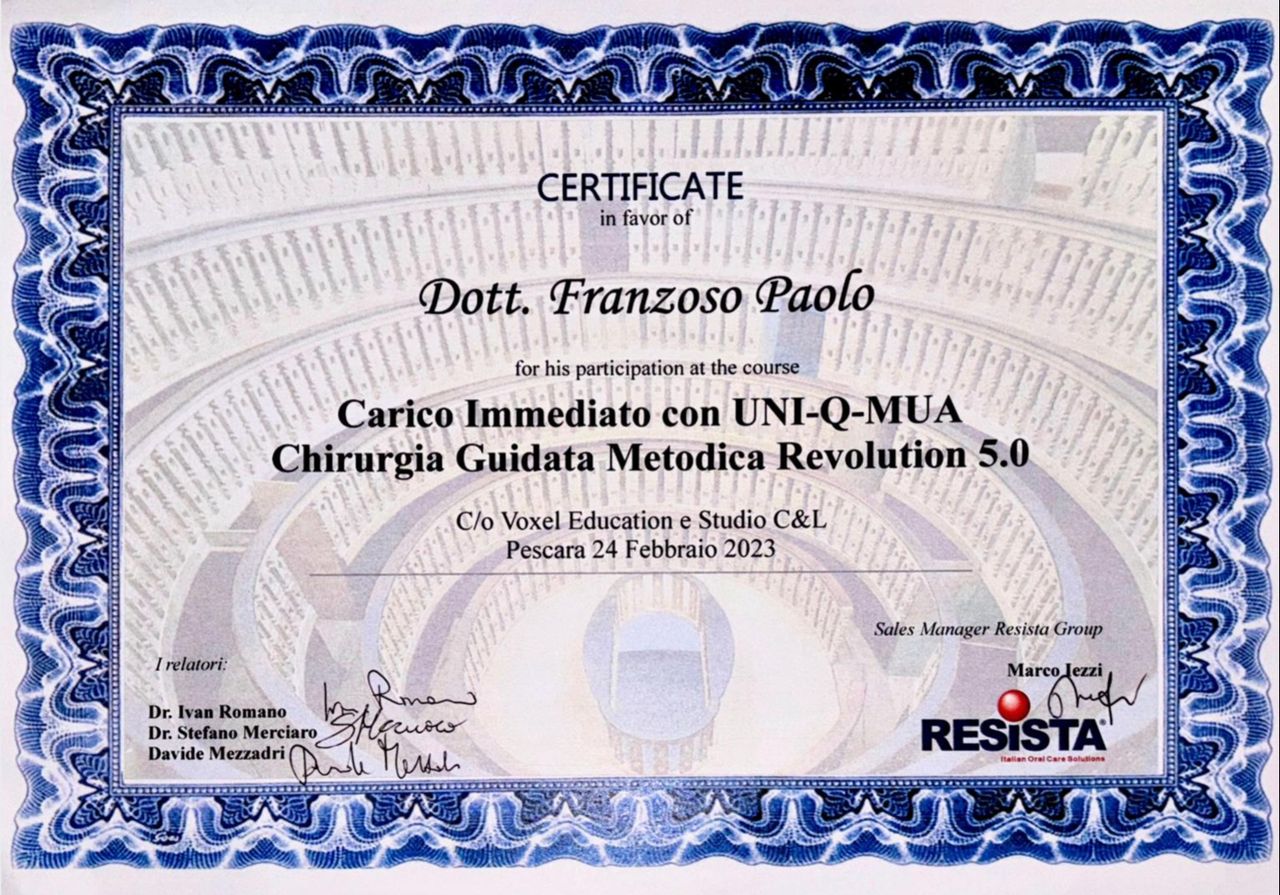 CERTIFICATE
in favor of
Dott. Franzoso Paolo
for his participation at the course
Carico Immediato con UNI-Q-MUA
Chirurgia Guidata Metodica Revolution 5.0
C/o Voxel Education e Studio C&L
Pescara 24 Febbraio 2023
I relatori:
Dr. Ivan Romano
Dr. Stefano Merciaro
Davide Mezzadri
Sales Manager Resista Group
Marco Iezzi
RESISTA®
Italian Oral Care Solutions